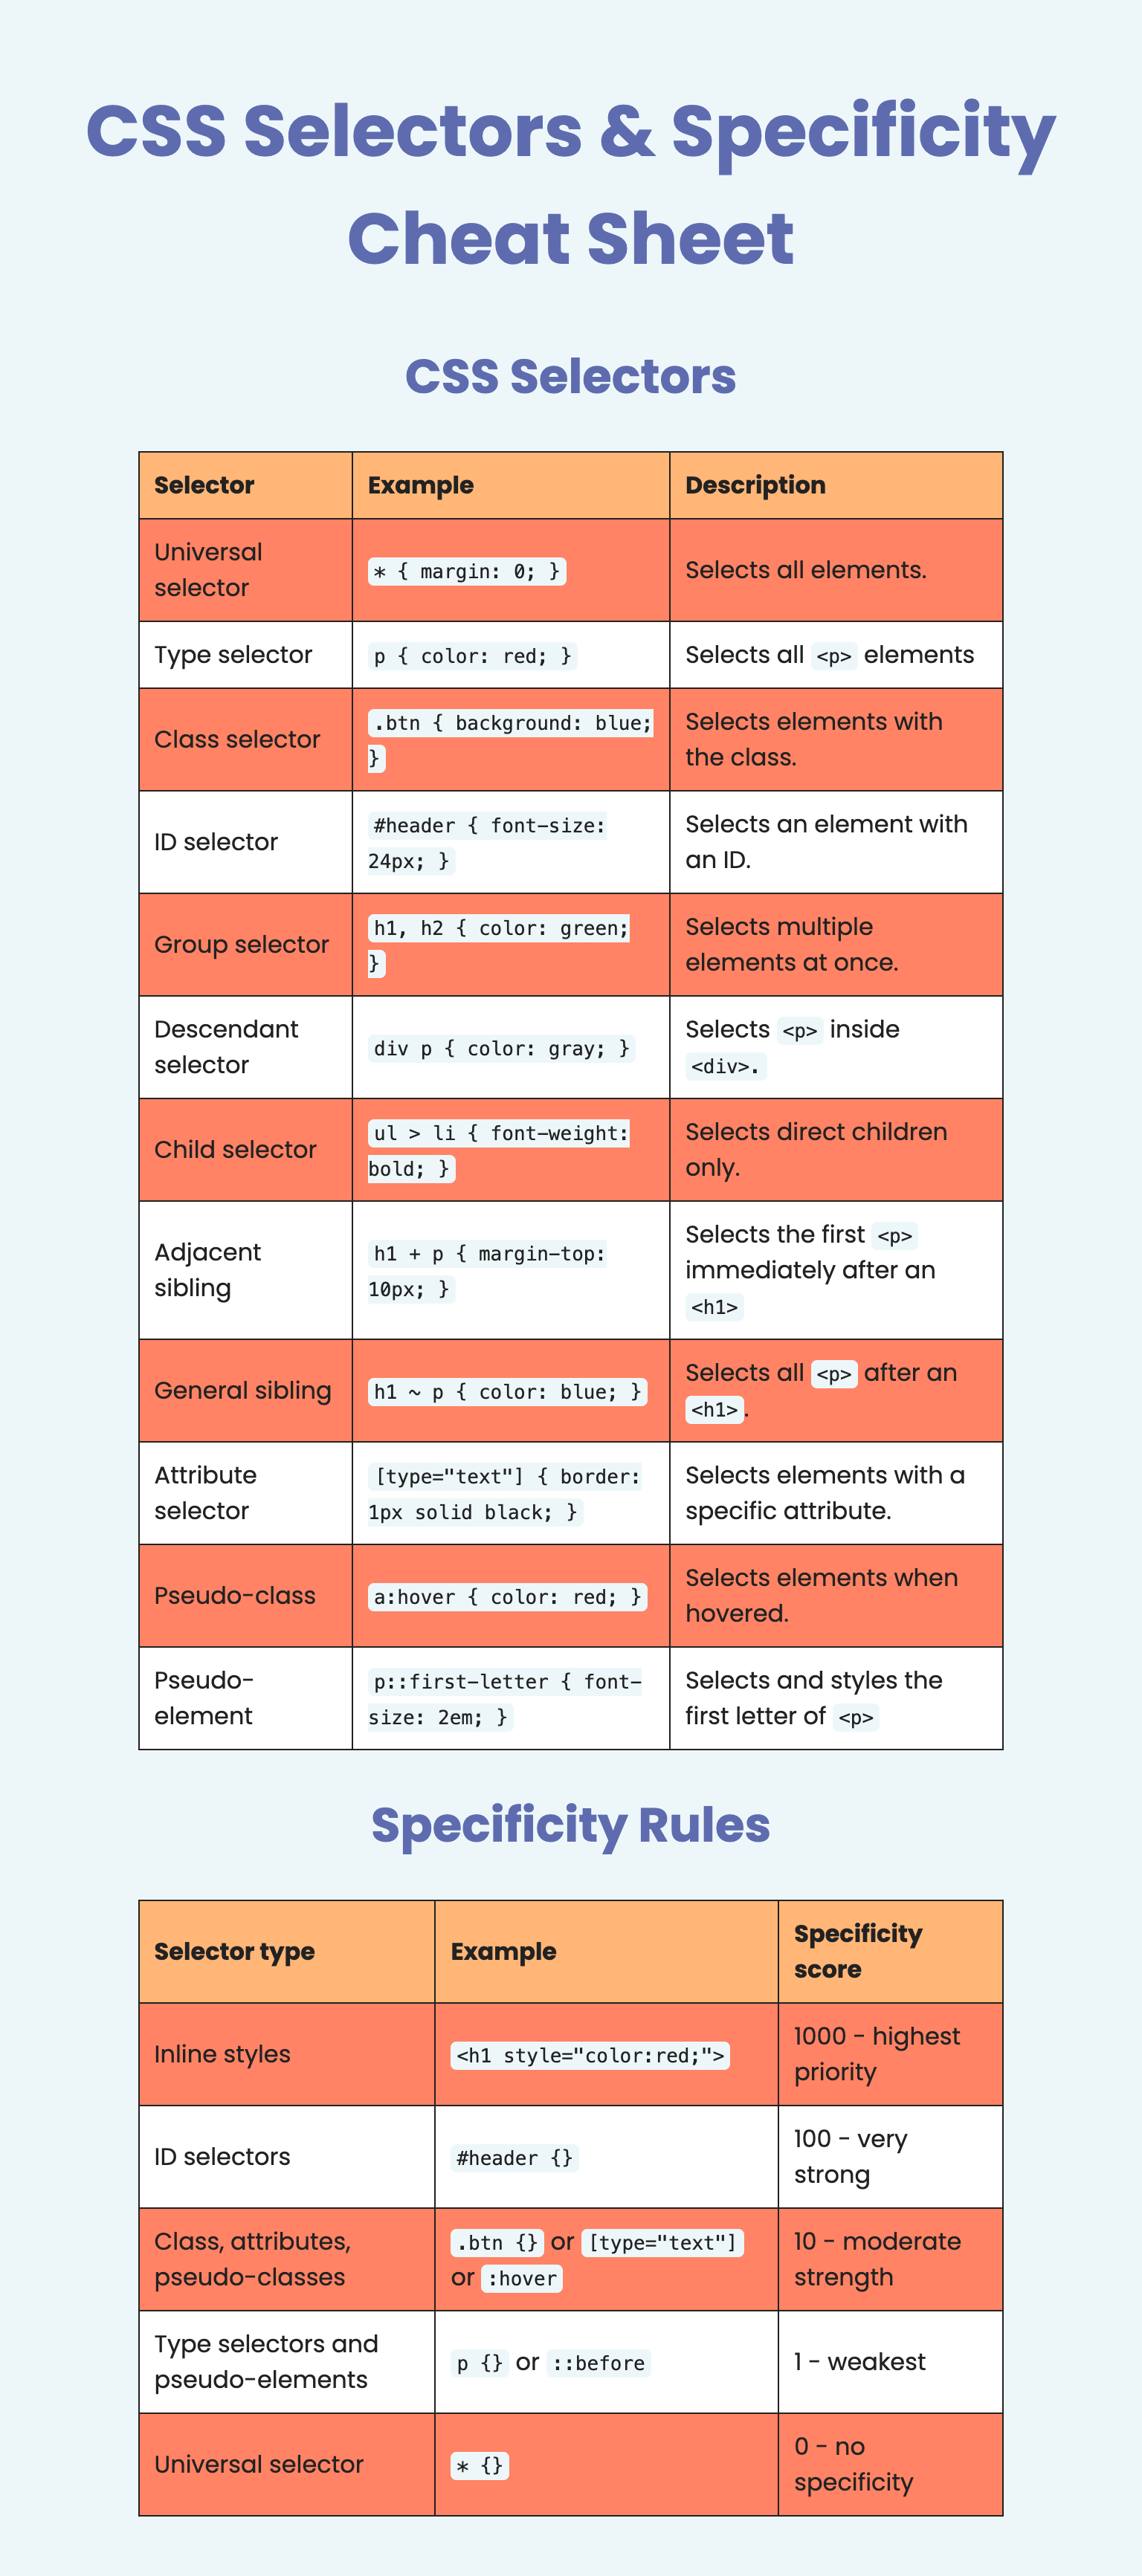 CSS Selectors & Specificity
Cheat Sheet
CSS Selectors
Selector Example Description
Universal
selector
* { margin: 0; }
Selects all elements.
Type selector
p { color: red; }
Selects all <p> elements
Class selector
.btn { background: blue;
}
Selects elements with
the class.
ID selector
#header { font-size:
24px; }
Selects an element with
an ID.
Group selector
h1, h2 { color: green;
}
Selects multiple
elements at once.
Descendant
selector
div p { color: gray; }
Selects <p> inside
<div>.
Child selector
ul > li { font-weight:
bold; }
Selects direct children
only.
Adjacent
sibling
h1 + p { margin-top:
10px; }
Selects the first <p>
immediately after an
<h1>
General sibling
h1 ~ p { color: blue; }
Selects all <p> after an
<h1>.
Attribute
selector
[type="text"] { border:
1px solid black; }
Selects elements with a
specific attribute.
Pseudo-class
a:hover { color: red; }
Selects elements when
hovered.
Pseudo-
element
p::first-letter { font-
size: 2em; }
Selects and styles the
first letter of <p>
Specificity Rules
Selector type
Example
Specificity
score
Inline styles
<h1 style="color:red;">
1000 - highest
priority
ID selectors
#header {}
100 - very
strong
Class, attributes,
pseudo-classes
.btn {} or [type="text"]
or :hover
10 - moderate
strength
Type selectors and
pseudo-elements
p {} or ::before
1 - weakest
Universal selector
* {}
0 - no
specificity